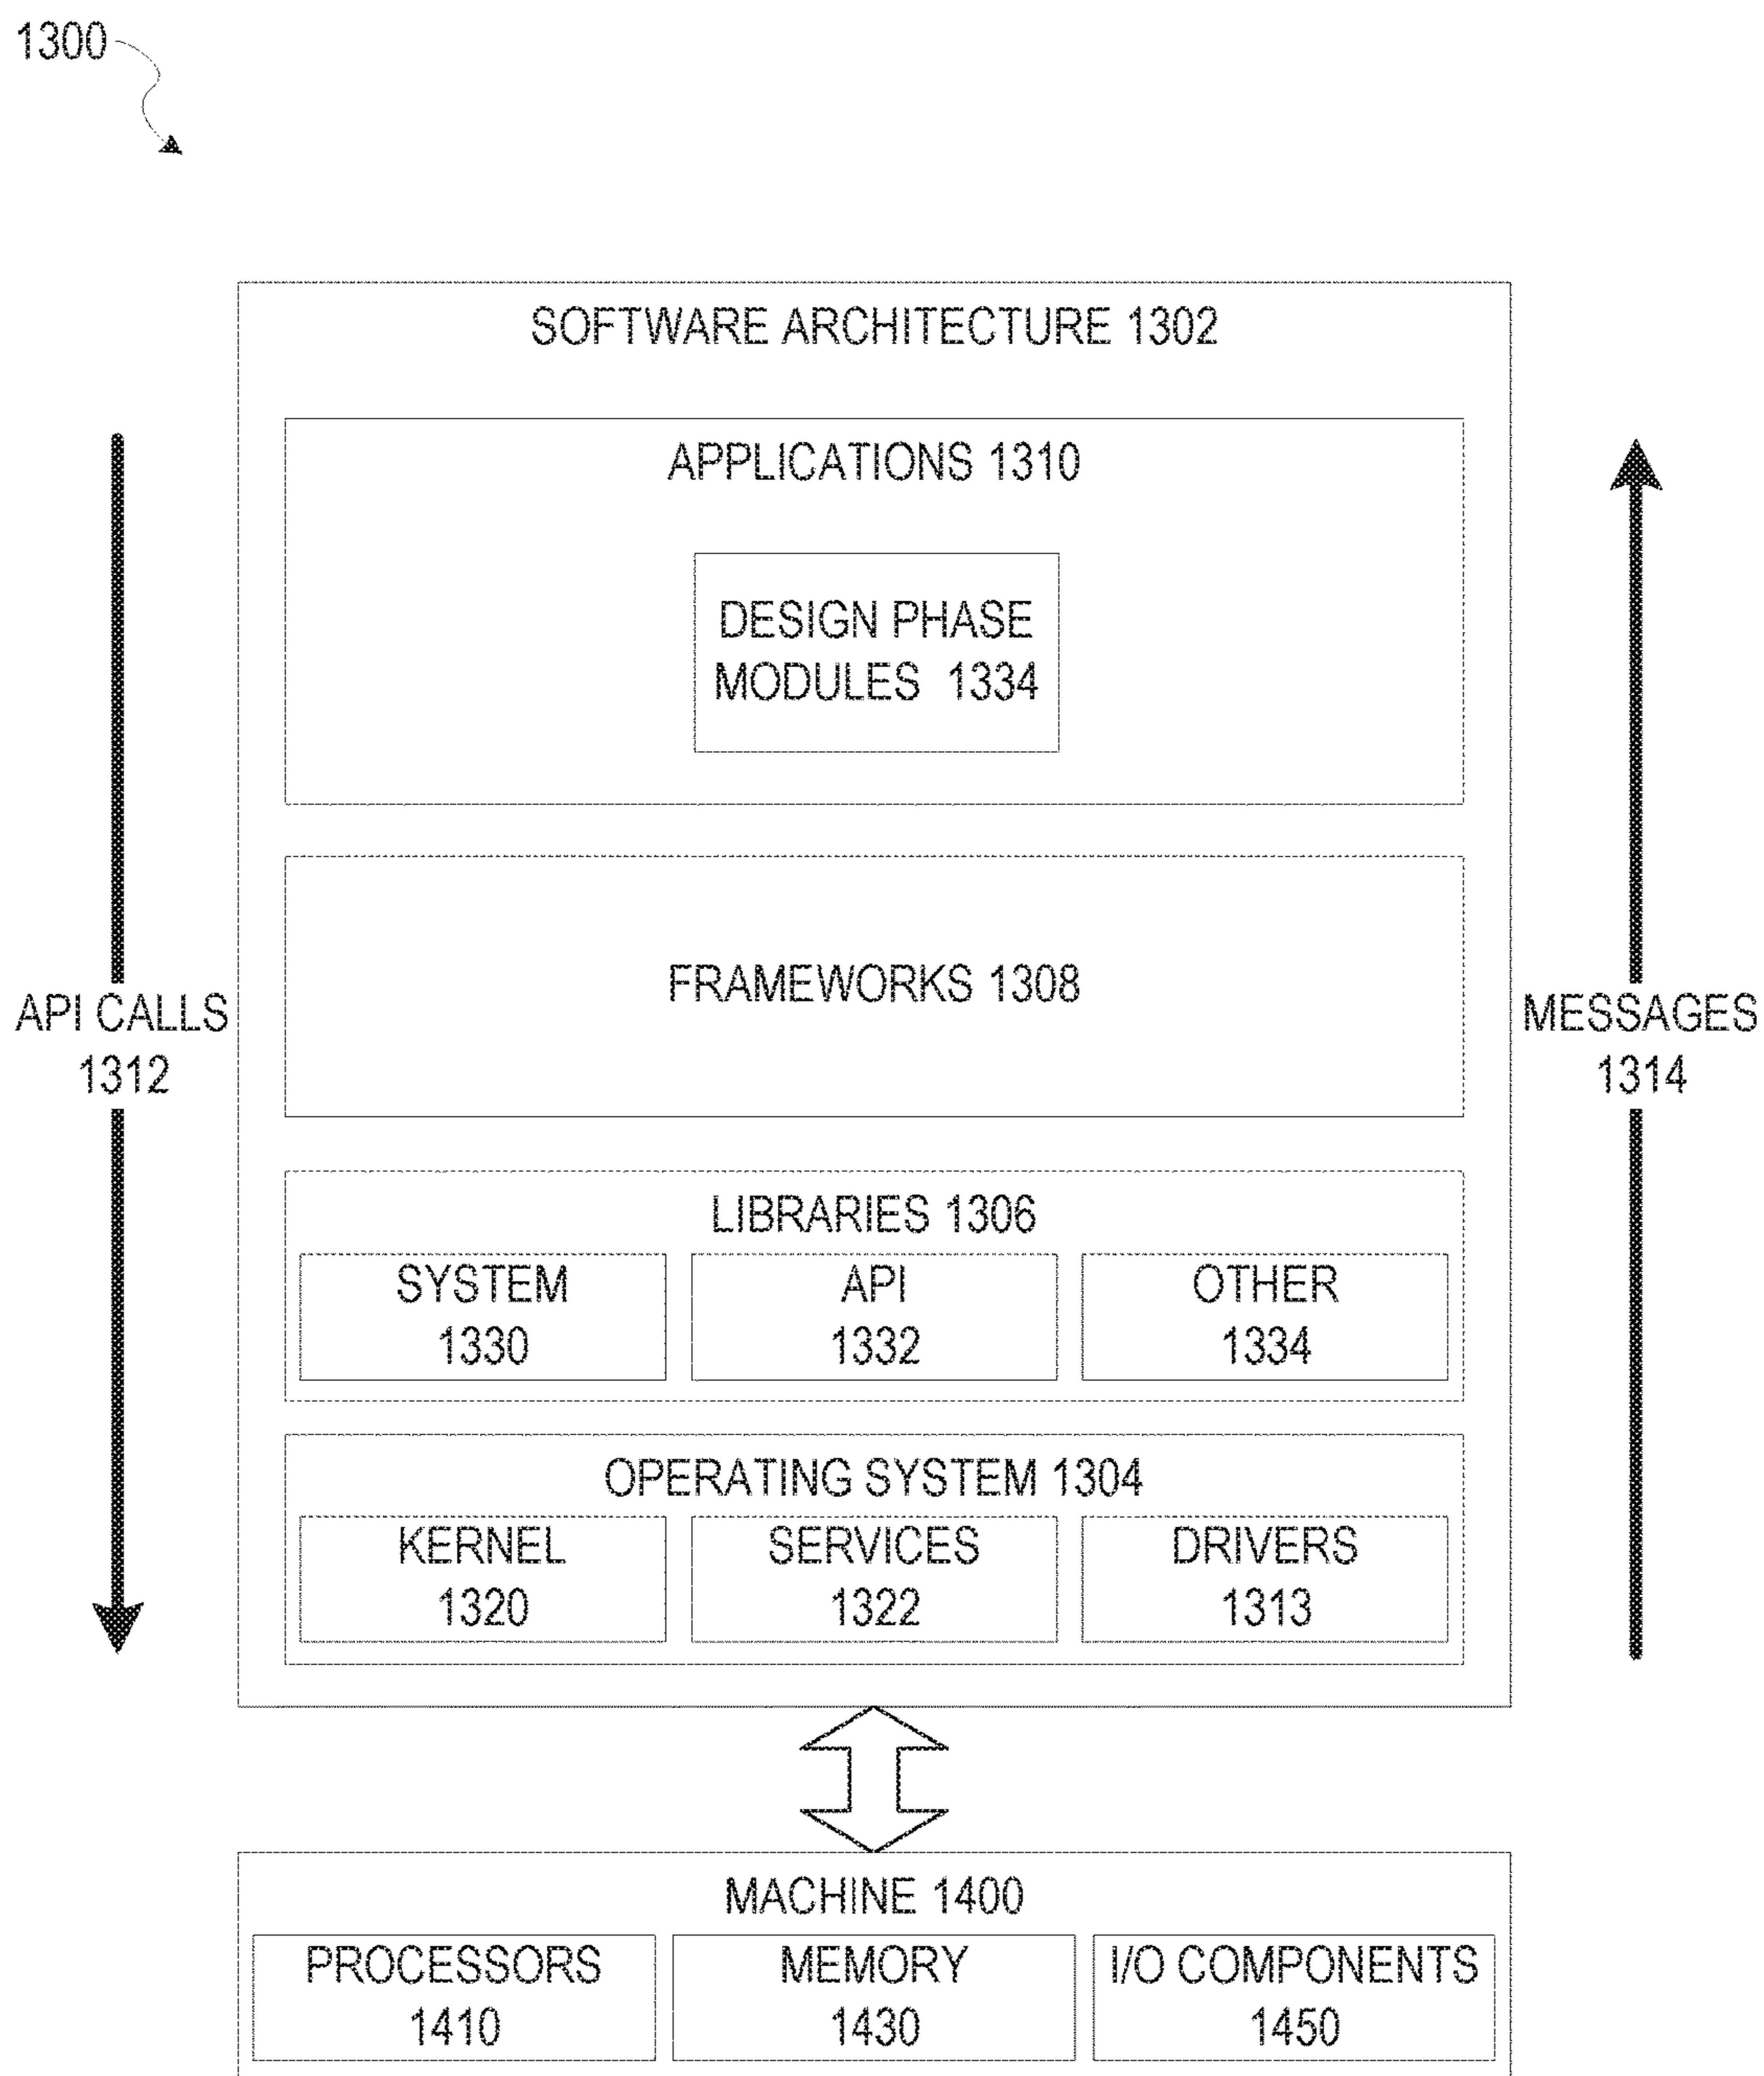 1300
SOFTWARE ARCHITECTURE 1302
APPLICATIONS 1310
DESIGN PHASE
MODULES 1334
FRAMEWORKS 1308
API CALLS
1312
MESSAGES
1314
LIBRARIES 1306
SYSTEM
1330
API
1332
OTHER
1334
OPERATING SYSTEM 1304
KERNEL
1320
SERVICES
1322
DRIVERS
1313
MACHINE 1400
PROCESSORS
1410
MEMORY
1430
I/O COMPONENTS
1450